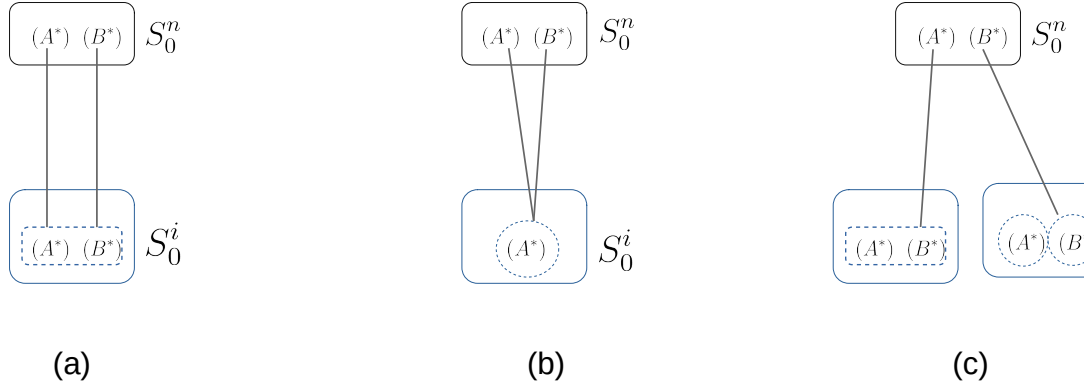 (A*) (B*) S_0^n
(A*) (B*) S_0^n
(A*) (B*) S_0^n
(A*) (B*) S_0^i
(A*) S_0^i
(A*) (B*)
(A*) (B
(a)
(b)
(c)